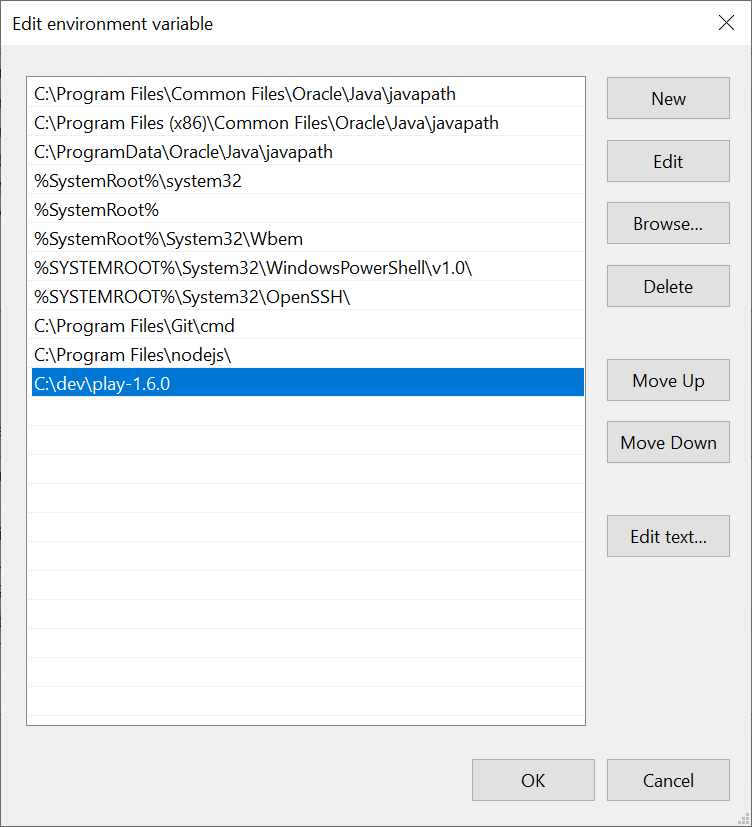 Edit environment variable
C:\Program Files\Common Files\Oracle\Java\javapath
C:\Program Files (x86)\Common Files\Oracle\Java\javapath
C:\ProgramData\Oracle\Java\javapath
%SystemRoot%\system32
%SystemRoot%
%SystemRoot%\System32\Wbem
%SYSTEMROOT%\System32\WindowsPowerShell\v1.0\
%SYSTEMROOT%\System32\OpenSSH\
C:\Program Files\Git\cmd
C:\Program Files\nodejs\
C:\dev\play-1.6.0
New
Edit
Browse...
Delete
Move Up
Move Down
Edit text...
OK
Cancel